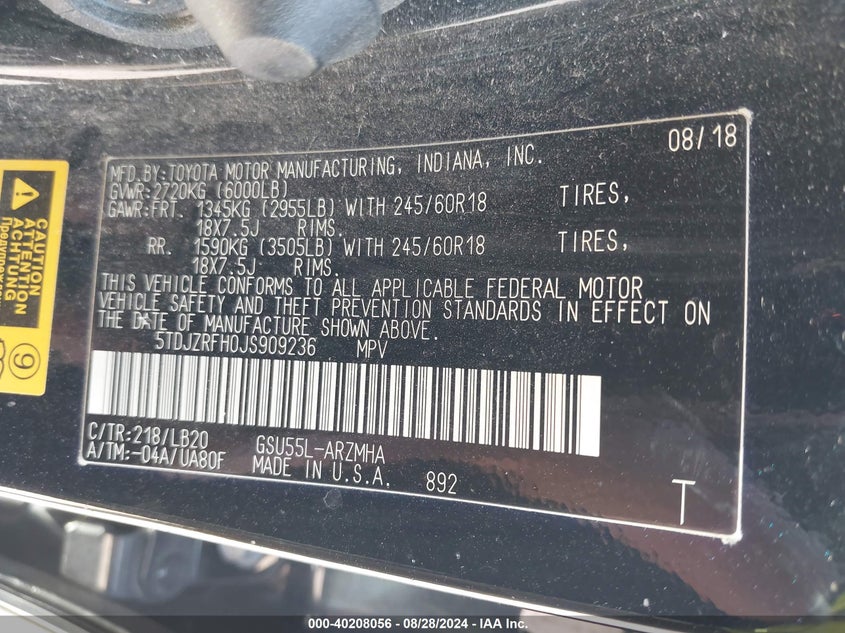 08/18
MFD.BY:TOYOTA MOTOR MANUFACTURING, INDIANA, INC.
GVWR:2720KG (6000LB)
GAWR:FRT. 1345KG (2955LB) WITH 245/60R18 TIRES,
18X7.5J RIMS.
RR. 1590KG (3505LB) WITH 245/60R18 TIRES,
18X7.5J RIMS.
THIS VEHICLE CONFORMS TO ALL APPLICABLE FEDERAL MOTOR
VEHICLE SAFETY AND THEFT PREVENTION STANDARDS IN EFFECT ON
THE DATE OF MANUFACTURE SHOWN ABOVE.
5TDJZRFH0JS909236 MPV
C/TR:218/LB20 GSU55L-ARZMHA
A/TM:-04A/UA80F MADE IN U.S.A. 892
T
CAUTION
ATTENTION
ACHTUNG
9
000-40208056 - 08/28/2024 - IAA Inc.